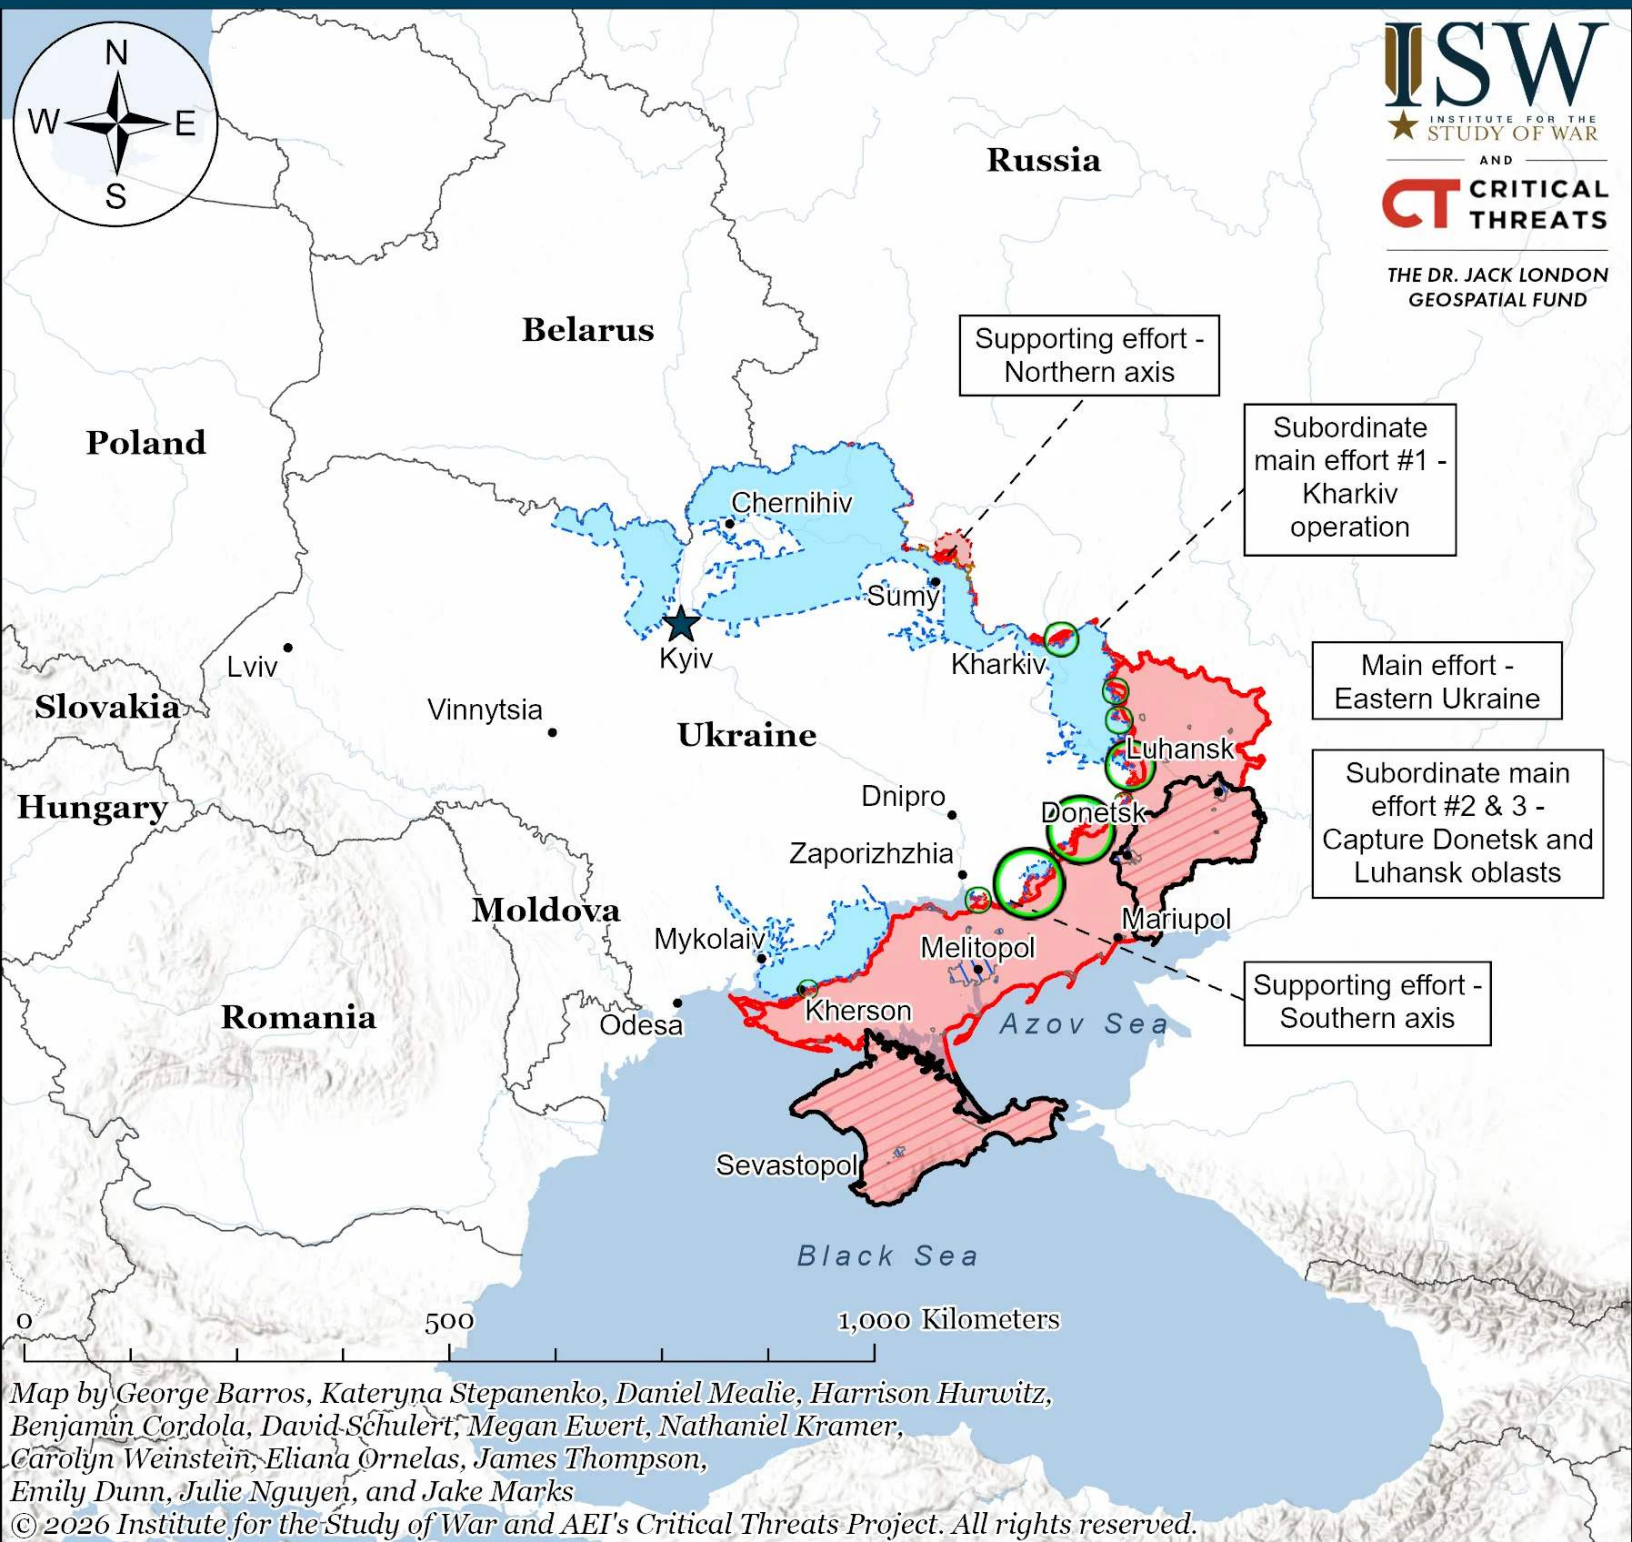 N
W E
S
ISW
INSTITUTE FOR THE
STUDY OF WAR
AND
CT CRITICAL
THREATS
THE DR. JACK LONDON
GEOSPATIAL FUND
Russia
Belarus
Supporting effort -
Northern axis
Subordinate
main effort #1 -
Kharkiv
operation
Poland
Chernihiv
Sumy
Kyiv
Kharkiv
Lviv
Main effort -
Eastern Ukraine
Slovakia
Vinnytsia
Ukraine
Luhansk
Subordinate main
effort #2 & 3 -
Capture Donetsk and
Luhansk oblasts
Hungary
Dnipro
Donetsk
Zaporizhzhia
Moldova
Mariupol
Mykolaiv
Melitopol
Supporting effort -
Southern axis
Romania
Kherson
Odesa
Azov Sea
Sevastopol
Black Sea
0 500 1,000 Kilometers
Map by George Barros, Kateryna Stepanenko, Daniel Mealie, Harrison Hurwitz,
Benjamin Cordola, David Schulert, Megan Ewert, Nathaniel Kramer,
Carolyn Weinstein, Eliana Ornelas, James Thompson,
Emily Dunn, Julie Nguyen, and Jake Marks
© 2026 Institute for the Study of War and AEI's Critical Threats Project. All rights reserved.